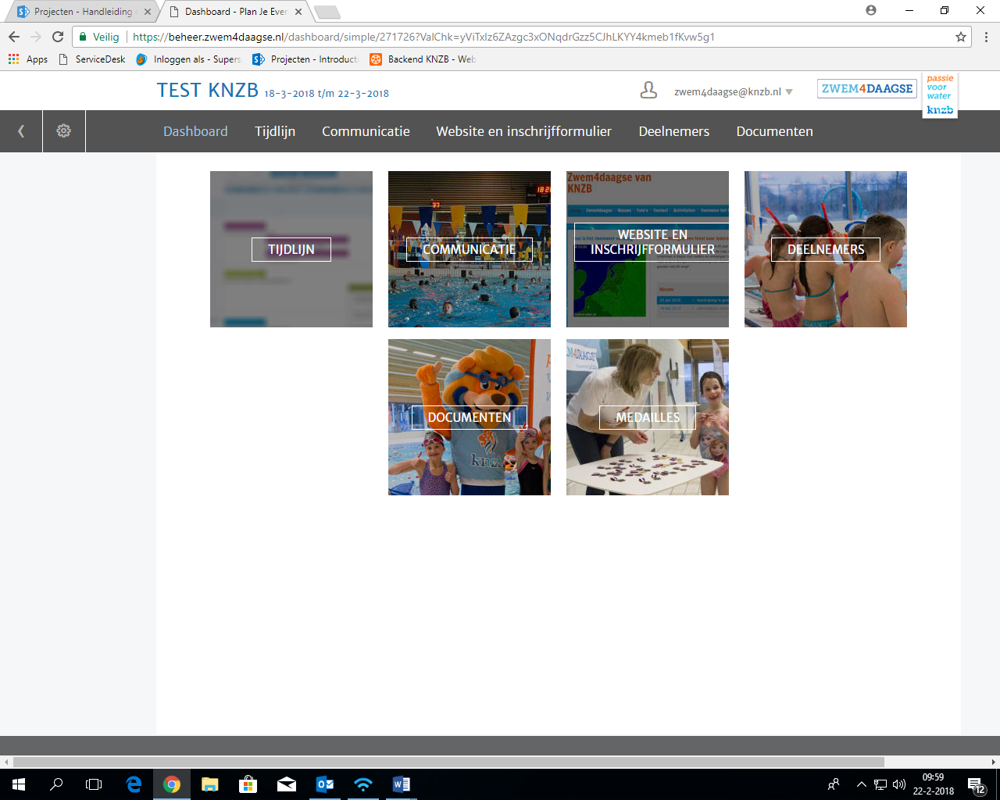 Projecten - Handleiding
Dashboard - Plan Je Even
Veilig
https://beheer.zwem4daagse.nl/dashboard/simple/271726?ValChk=yViTxlz6ZAzgc3xONqdrGzz5CJhLKYY4kmeb1fKvw5g1
Apps
ServiceDesk
Inloggen als - Supers
Projecten - Introducti
Backend KNZB - Web
TEST KNZB 18-3-2018 t/m 22-3-2018
zwem4daagse@knzb.nl
ZWEM4DAAGSE
passie
voor
water
knzb
Dashboard
Tijdlijn
Communicatie
Website en inschrijfformulier
Deelnemers
Documenten
TIJDLIJN
COMMUNICATIE
Zwem4daagse van
KNZB
WEBSITE EN
INSCHRIJFFORMULIER
DEELNEMERS
DOCUMENTEN
knzb
MEDAILLES
09:59
22-2-2018
12